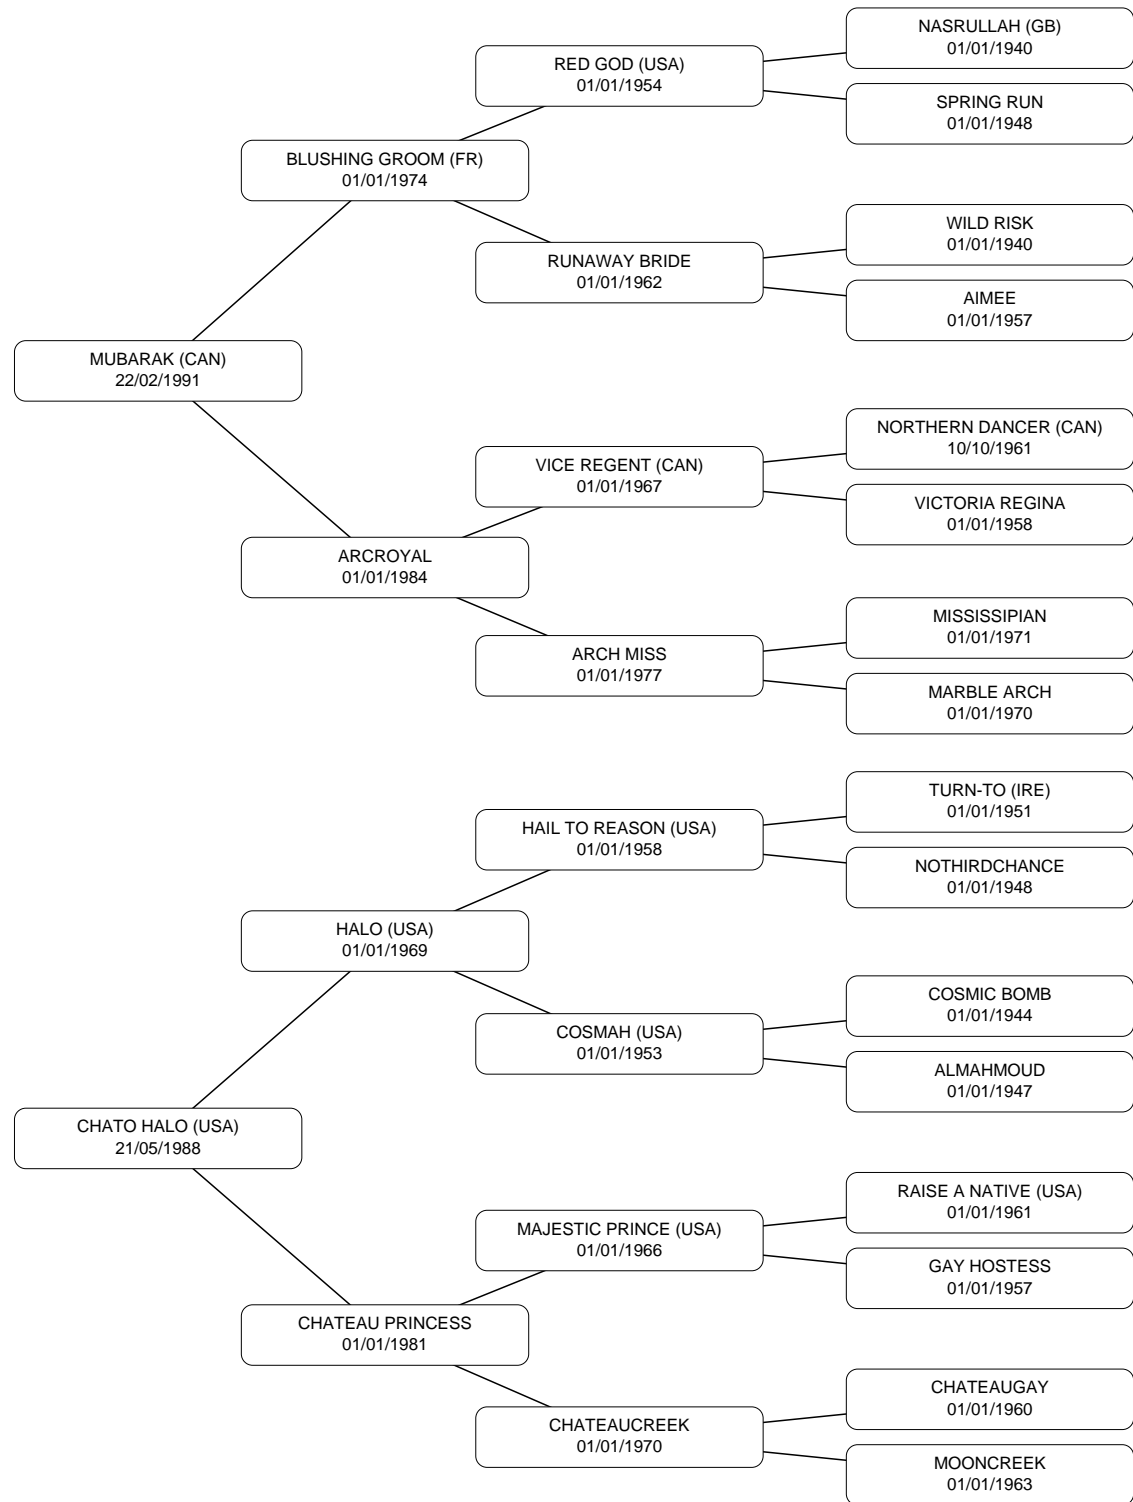 NASRULLAH (GB)
01/01/1940
RED GOD (USA)
01/01/1954
SPRING RUN
01/01/1948
BLUSHING GROOM (FR)
01/01/1974
WILD RISK
01/01/1940
RUNAWAY BRIDE
01/01/1962
AIMEE
01/01/1957
MUBARAK (CAN)
22/02/1991
NORTHERN DANCER (CAN)
10/10/1961
VICE REGENT (CAN)
01/01/1967
VICTORIA REGINA
01/01/1958
ARCROYAL
01/01/1984
MISSISSIPIAN
01/01/1971
ARCH MISS
01/01/1977
MARBLE ARCH
01/01/1970
TURN-TO (IRE)
01/01/1951
HAIL TO REASON (USA)
01/01/1958
NOTHIRDCHANCE
01/01/1948
HALO (USA)
01/01/1969
COSMIC BOMB
01/01/1944
COSMAH (USA)
01/01/1953
ALMAHMOUD
01/01/1947
CHATO HALO (USA)
21/05/1988
RAISE A NATIVE (USA)
01/01/1961
MAJESTIC PRINCE (USA)
01/01/1966
GAY HOSTESS
01/01/1957
CHATEAU PRINCESS
01/01/1981
CHATEAUGAY
01/01/1960
CHATEAUCREEK
01/01/1970
MOONCREEK
01/01/1963